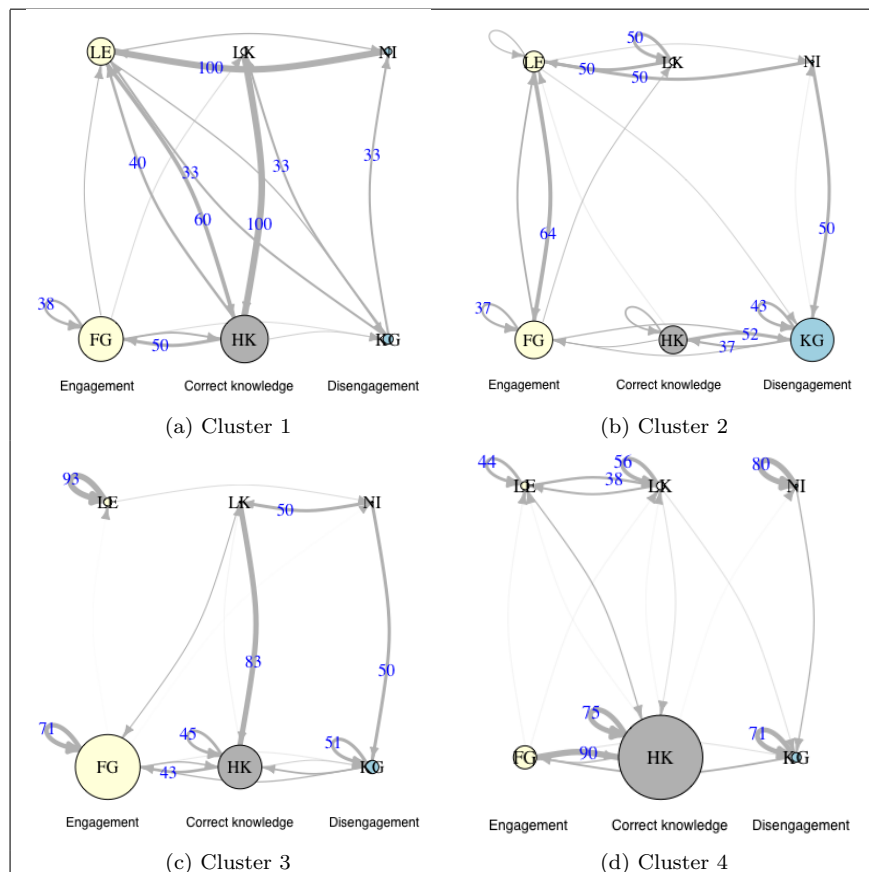 LE LK NI
100
40 33 33 33
60 100
38
FG HK KG
50
Engagement Correct knowledge Disengagement
(a) Cluster 1
50
LE LK NI
50 50
64 50
37 43
FG HK KG
52
37
Engagement Correct knowledge Disengagement
(b) Cluster 2
93
LE LK NI
50
83
50
71 45 51
FG HK KG
43
Engagement Correct knowledge Disengagement
(c) Cluster 3
44 56 80
LE LK NI
38
75 71
FG HK KG
90
Engagement Correct knowledge Disengagement
(d) Cluster 4